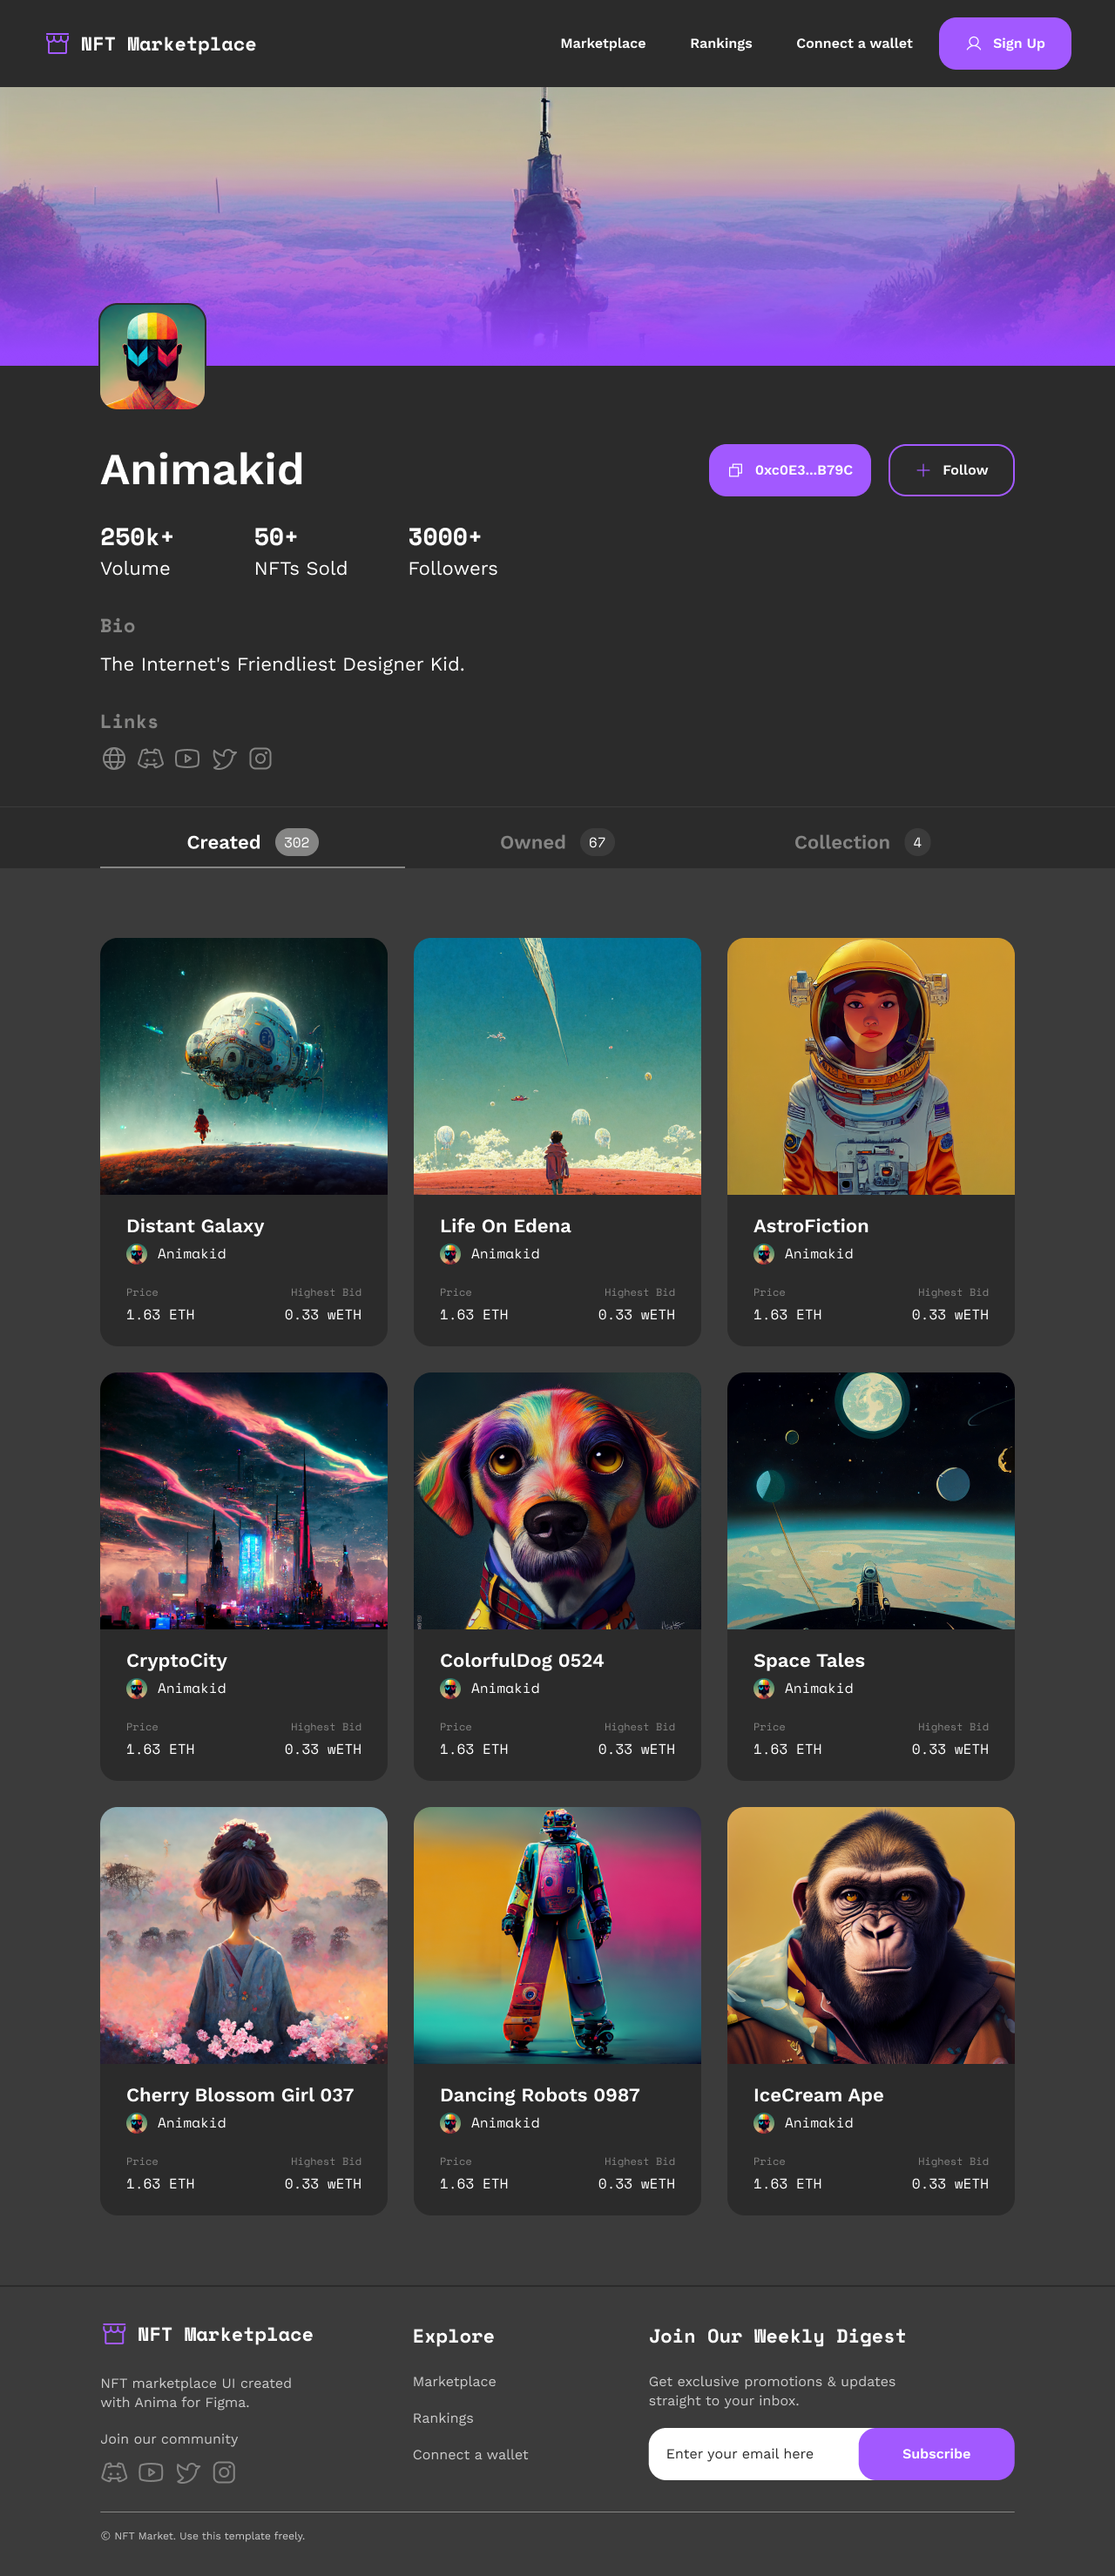 NFT Marketplace
Marketplace
Rankings
Connect a wallet
Sign Up
Animakid
0xc0E3...B79C
Follow
250k+
50+
3000+
Volume
NFTs Sold
Followers
Bio
The Internet's Friendliest Designer Kid.
Links
Created 302
Owned 67
Collection 4
Distant Galaxy
Animakid
Price Highest Bid
1.63 ETH 0.33 wETH
Life On Edena
Animakid
Price Highest Bid
1.63 ETH 0.33 wETH
AstroFiction
Animakid
Price Highest Bid
1.63 ETH 0.33 wETH
CryptoCity
Animakid
Price Highest Bid
1.63 ETH 0.33 wETH
ColorfulDog 0524
Animakid
Price Highest Bid
1.63 ETH 0.33 wETH
Space Tales
Animakid
Price Highest Bid
1.63 ETH 0.33 wETH
Cherry Blossom Girl 037
Animakid
Price Highest Bid
1.63 ETH 0.33 wETH
Dancing Robots 0987
Animakid
Price Highest Bid
1.63 ETH 0.33 wETH
IceCream Ape
Animakid
Price Highest Bid
1.63 ETH 0.33 wETH
NFT Marketplace
NFT marketplace UI created
with Anima for Figma.
Join our community
Explore
Marketplace
Rankings
Connect a wallet
Join Our Weekly Digest
Get exclusive promotions & updates
straight to your inbox.
Enter your email here
Subscribe
© NFT Market. Use this template freely.